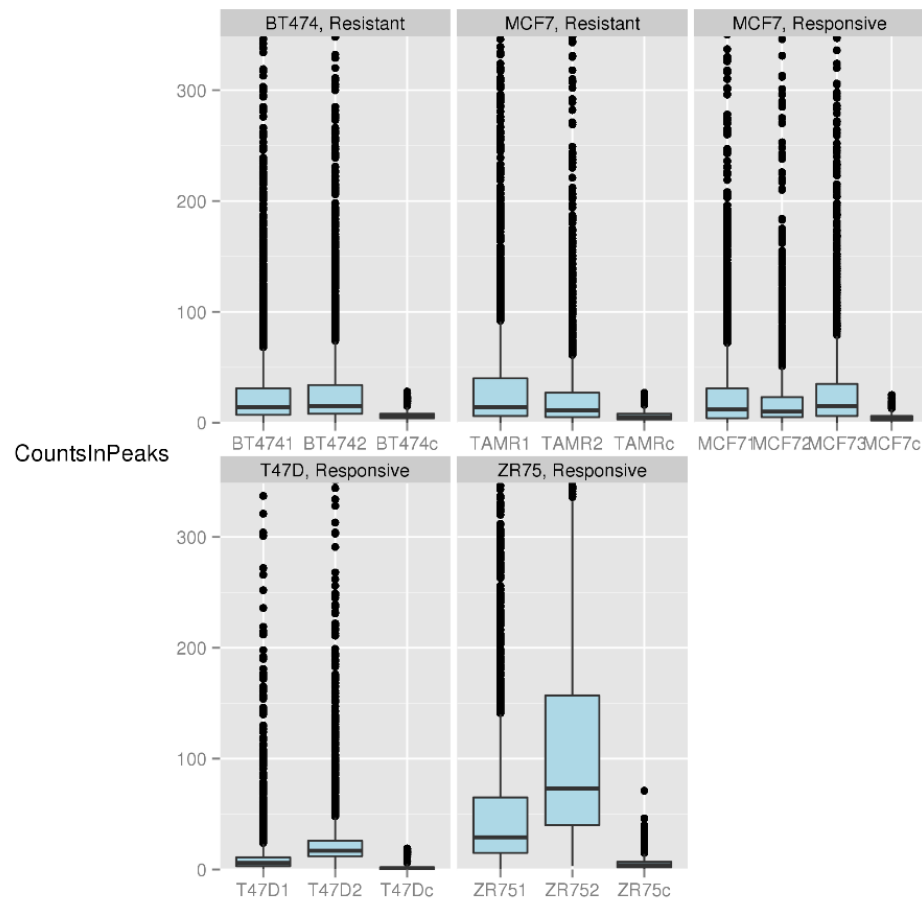 BT474, Resistant
MCF7, Resistant
MCF7, Responsive
300
200
100
0
BT4741 BT4742 BT474c
TAMR1 TAMR2 TAMRc
MCF71 MCF72 MCF73 MCF7c
CountsInPeaks
T47D, Responsive
ZR75, Responsive
300
200
100
0
T47D1 T47D2 T47Dc
ZR751 ZR752 ZR75c